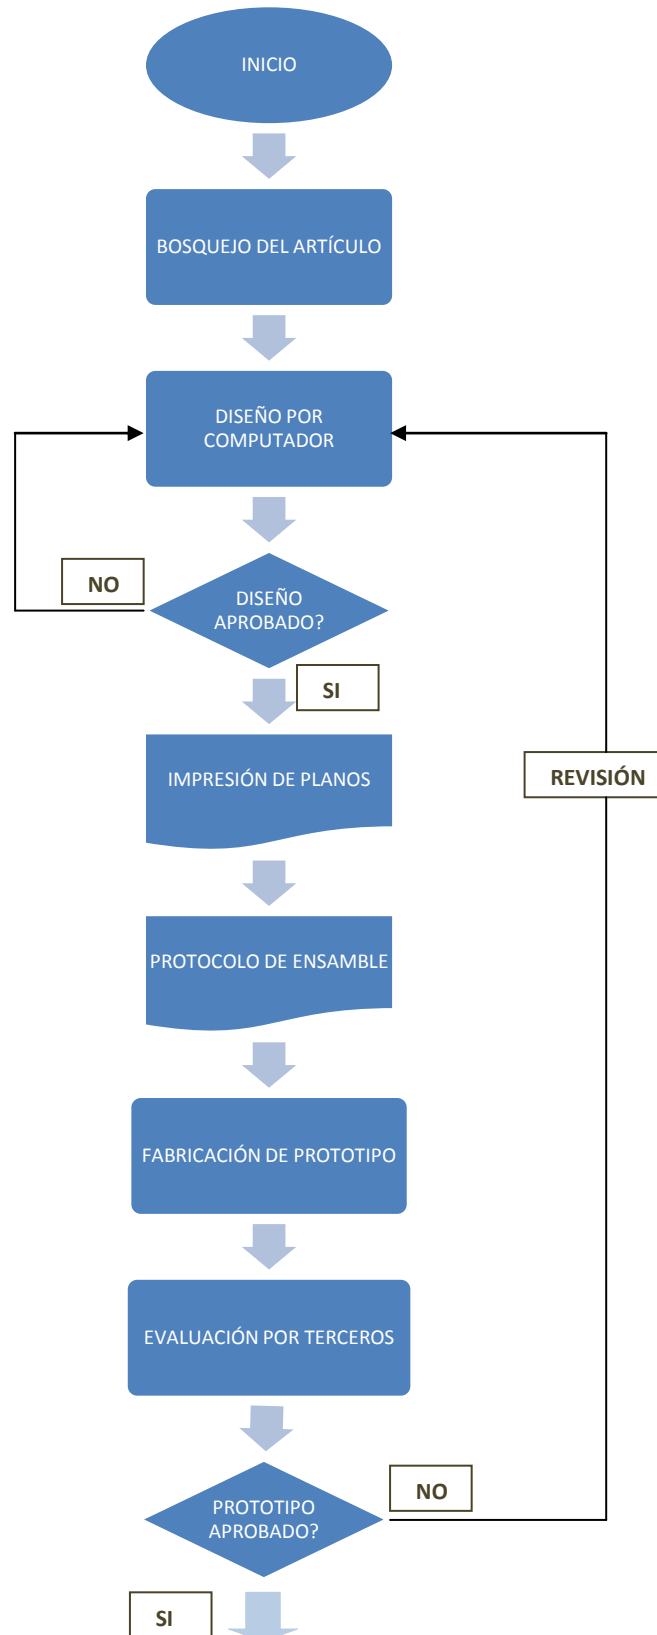 INICIO
BOSQUEJO DEL ARTÍCULO
DISEÑO POR
COMPUTADOR
NO
DISEÑO
APROBADO?
SI
IMPRESIÓN DE PLANOS
REVISIÓN
PROTOCOLO DE ENSAMBLE
FABRICACIÓN DE PROTOTIPO
EVALUACIÓN POR TERCEROS
NO
PROTOTIPO
APROBADO?
SI